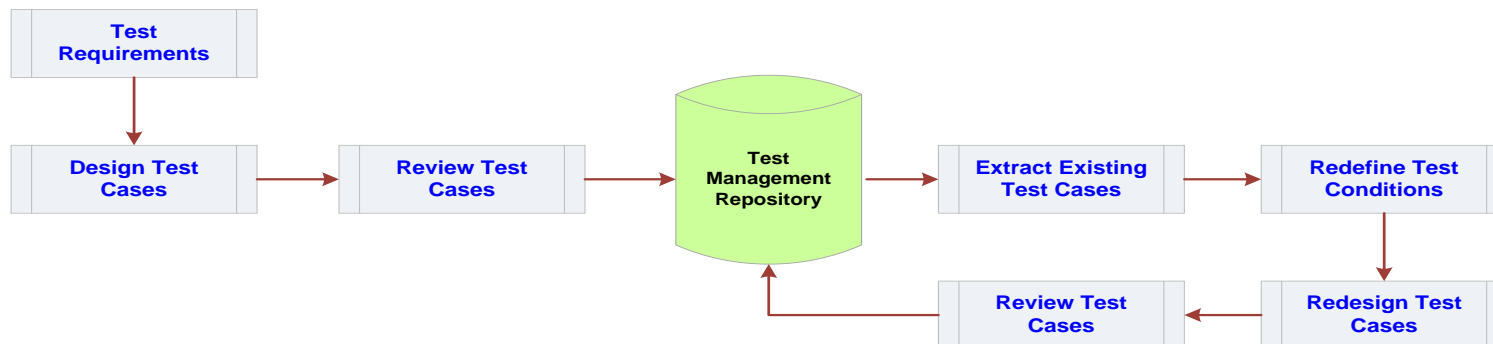 Test
Requirements
Design Test
Cases
Review Test
Cases
Test
Management
Repository
Extract Existing
Test Cases
Redefine Test
Conditions
Review Test
Cases
Redesign Test
Cases